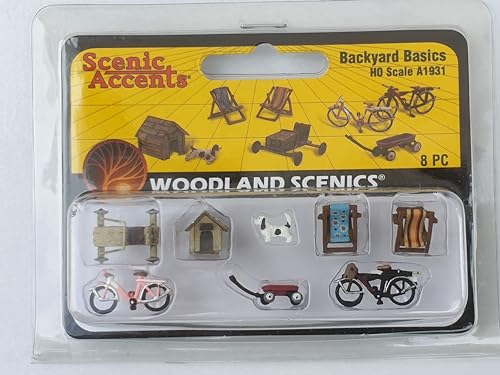 Scenic
Accents®
Backyard Basics
HO Scale A1931
8 PC
WOODLAND SCENICS®